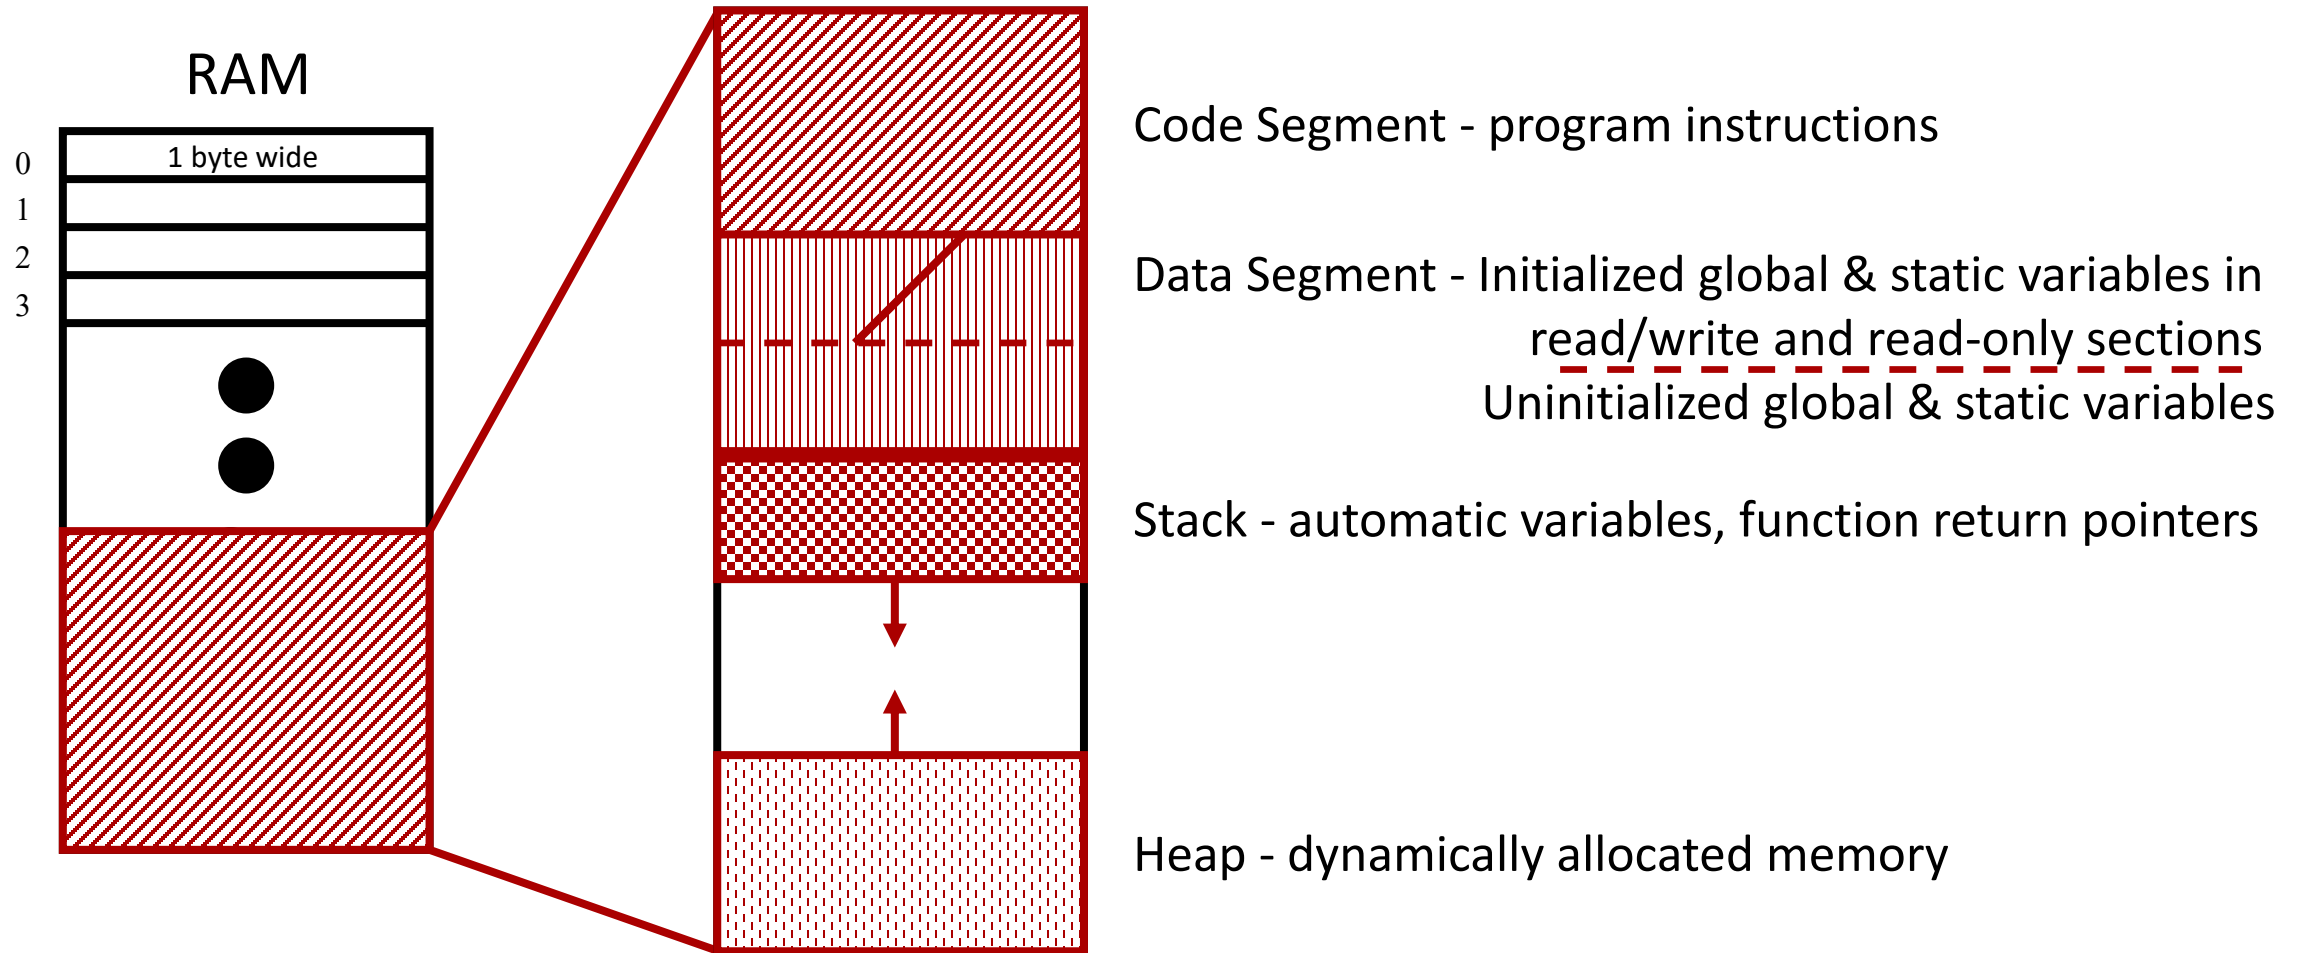 RAM
0
1 byte wide
1
2
3
Code Segment - program instructions
Data Segment - Initialized global & static variables in
read/write and read-only sections
Uninitialized global & static variables
Stack - automatic variables, function return pointers
Heap - dynamically allocated memory